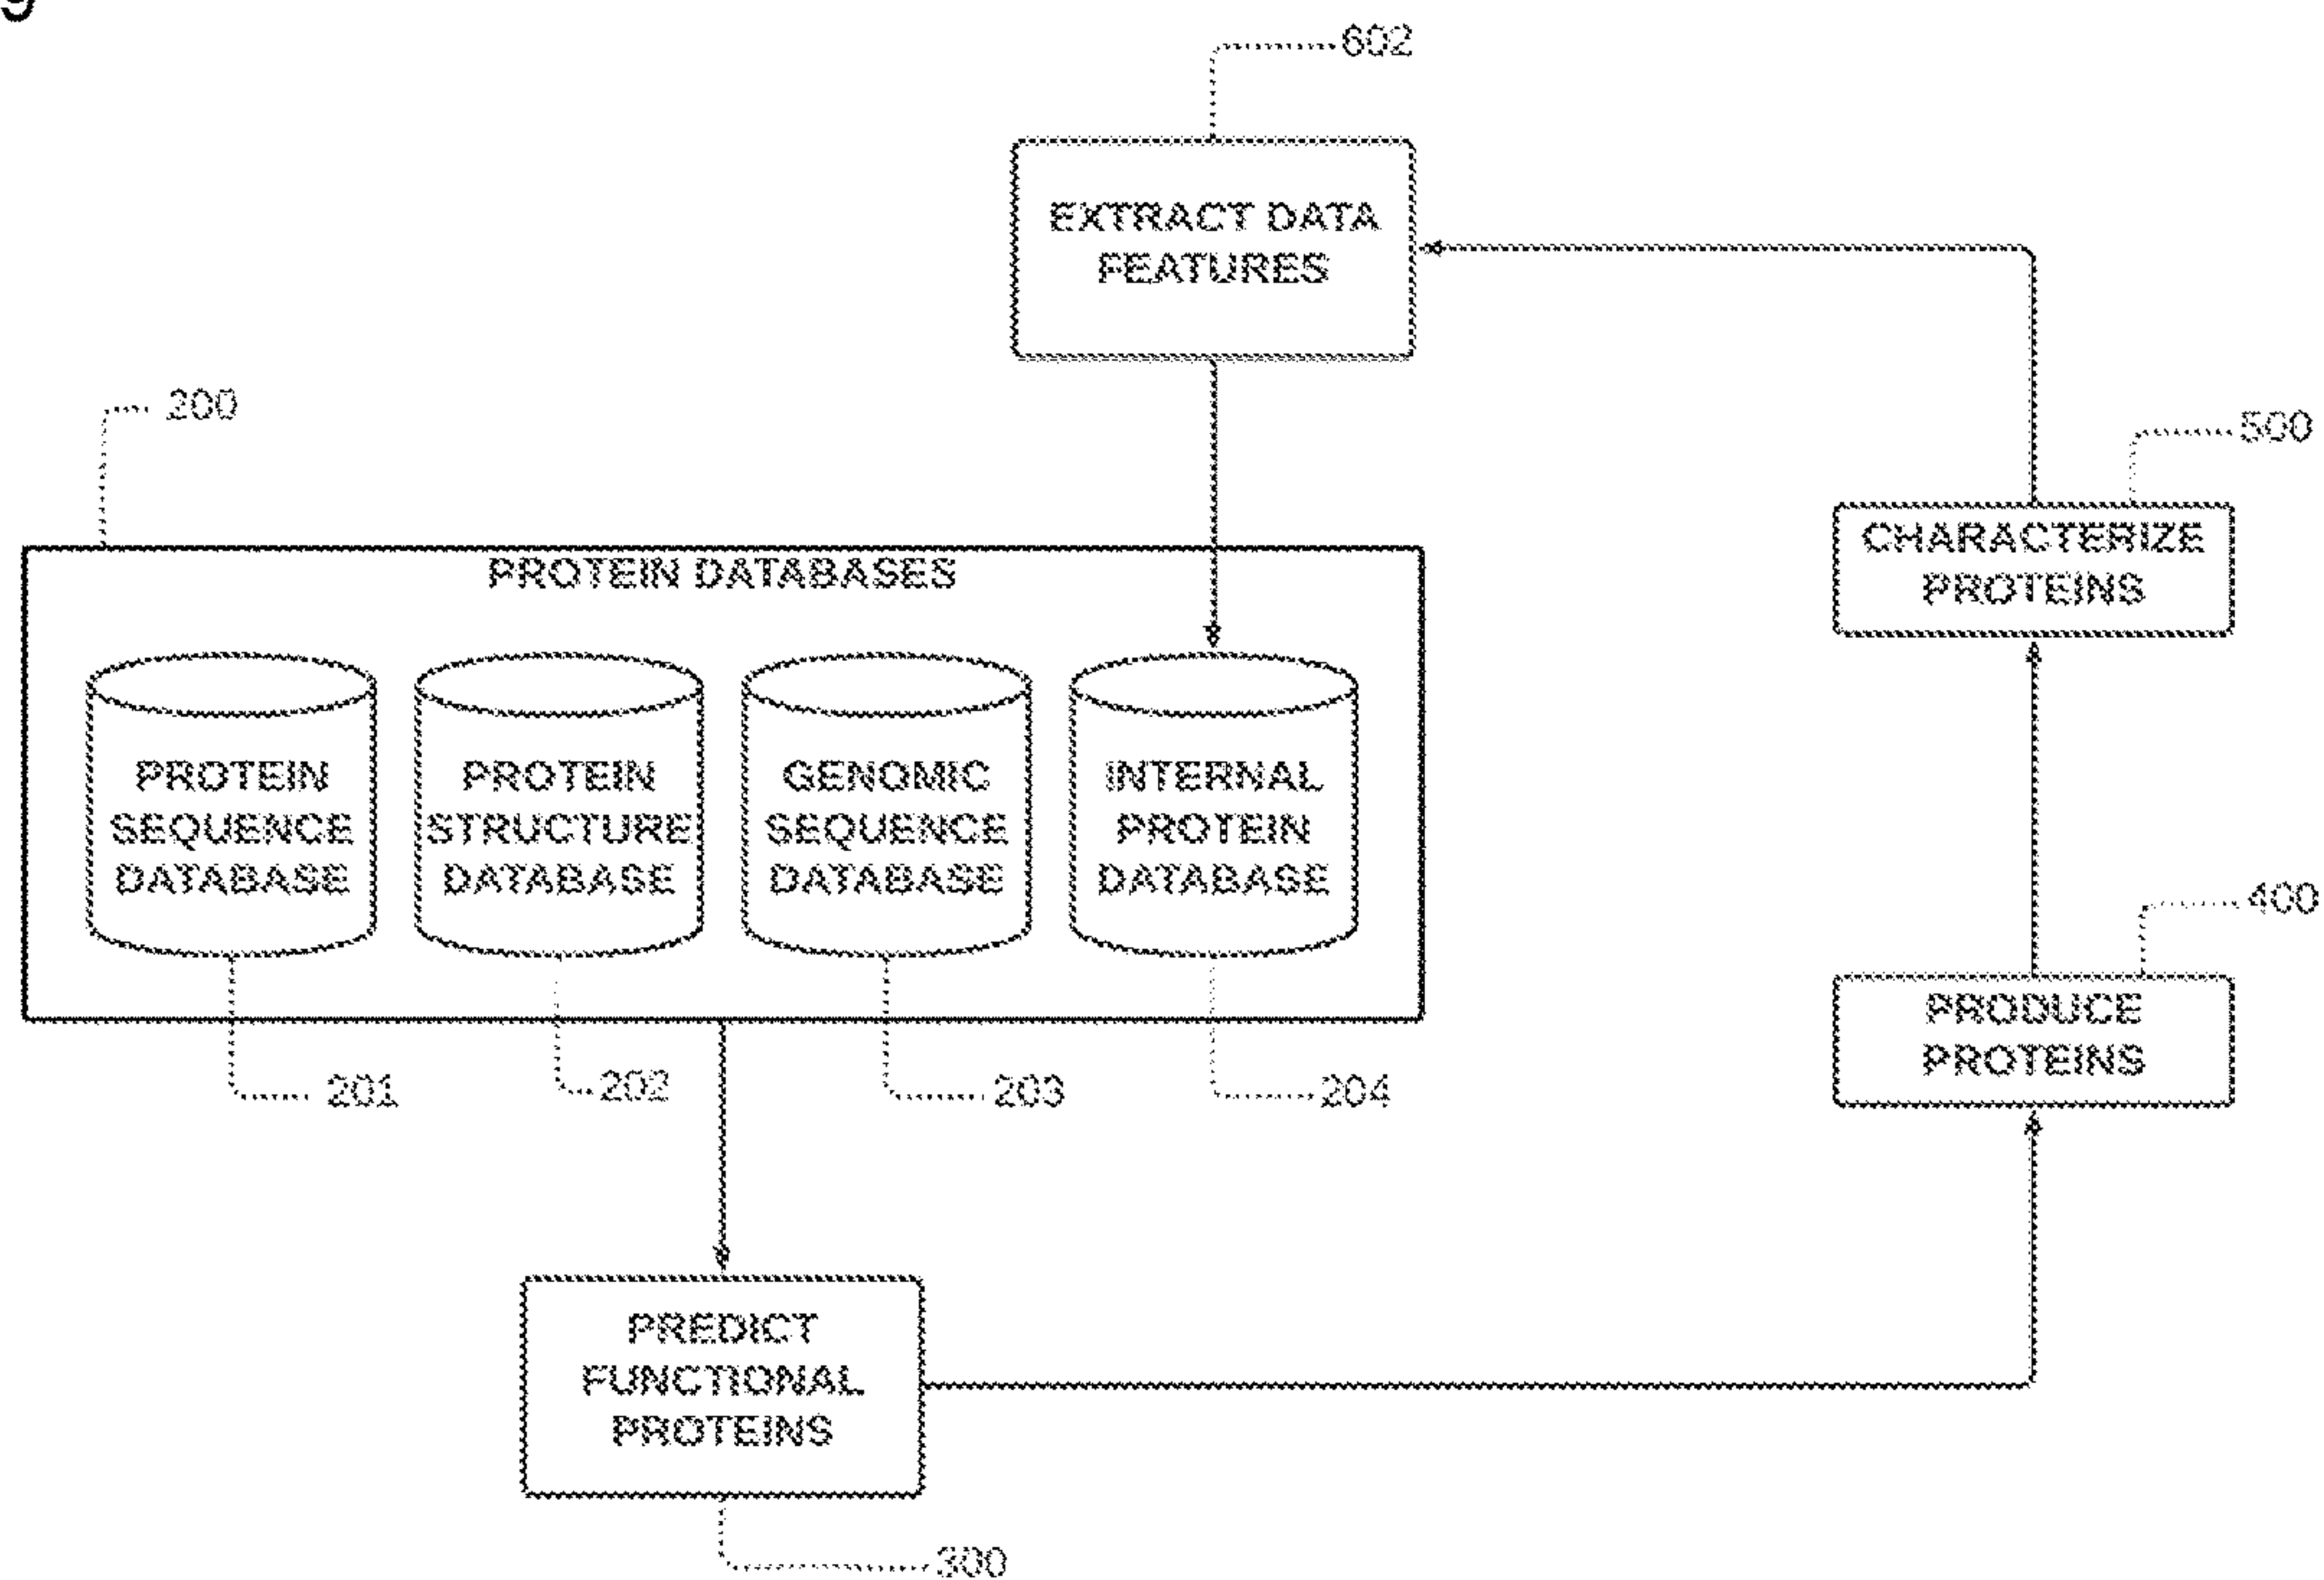 602
EXTRACT DATA
FEATURES
200
500
CHARACTERIZE
PROTEINS
PROTEIN DATABASES
PROTEIN
SEQUENCE
DATABASE
PROTEIN
STRUCTURE
DATABASE
GENOMIC
SEQUENCE
DATABASE
INTERNAL
PROTEIN
DATABASE
400
PRODUCE
PROTEINS
201
202
203
204
PREDICT
FUNCTIONAL
PROTEINS
300